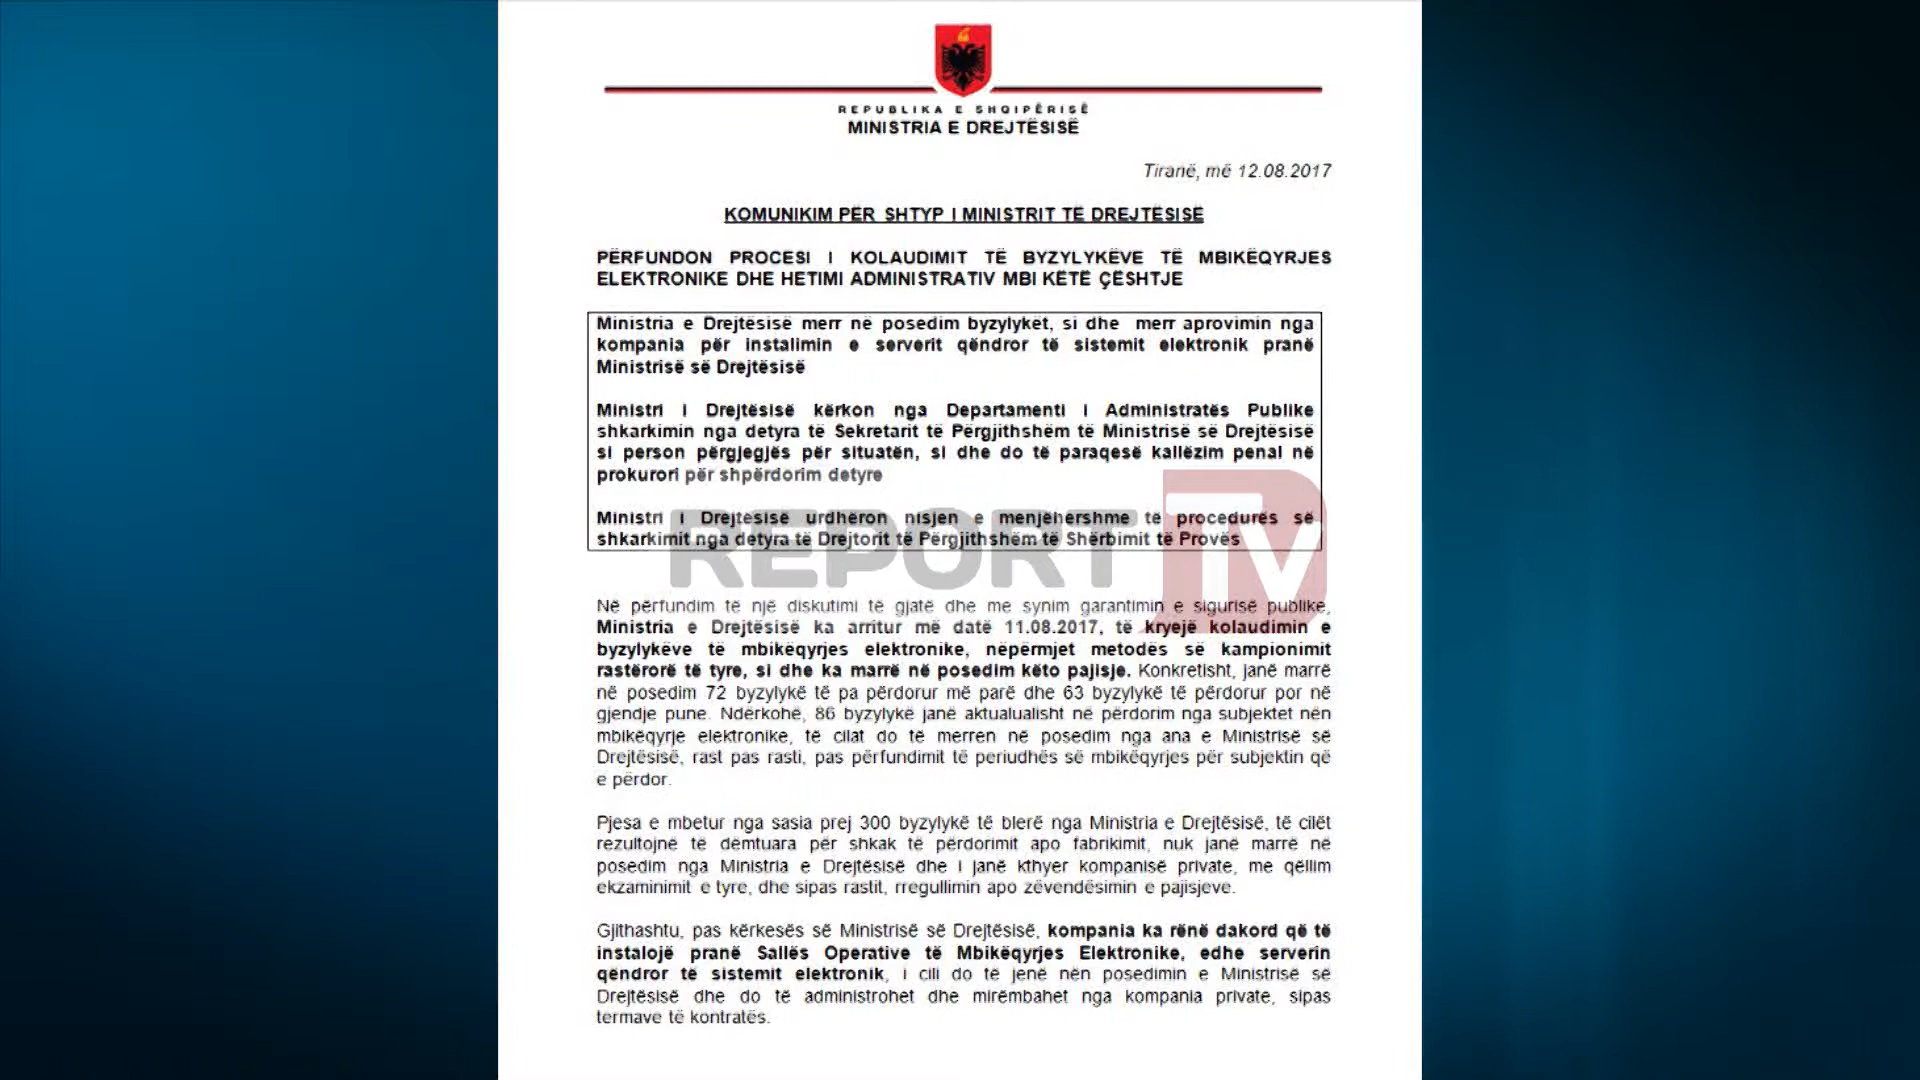 REPUBLIKA E SHQIPËRISË
MINISTRIA E DREJTËSISË
Tiranë, më 12.08.2017
KOMUNIKIM PËR SHTYP I MINISTRIT TË DREJTËSISË
PËRFUNDON PROCESI I KOLAUDIMIT TË BYZYLYKËVE TË MBIKËQYRJES
ELEKTRONIKE DHE HETIMI ADMINISTRATIV MBI KËTË ÇËSHTJE
Ministria e Drejtësisë merr në posedim byzylykët, si dhe merr aprovimin nga
kompania për instalimin e serverit qëndror të sistemit elektronik pranë
Ministrisë së Drejtësisë
Ministri i Drejtësisë kërkon nga Departamenti i Administratës Publike
shkarkimin nga detyra të Sekretarit të Përgjithshëm të Ministrisë së Drejtësisë
si person përgjegjës për situatën, si dhe do të paraqesë kallëzim penal në
prokurori për shpërdorim detyre
Ministri i Drejtësisë urdhëron nisjen e menjëhershme të procedurës së
shkarkimit nga detyra të Drejtorit të Përgjithshëm të Shërbimit të Provës
REPORT TV
Në përfundim të një diskutimi të gjatë dhe me synim garantimin e sigurisë publike,
Ministria e Drejtësisë ka arritur më datë 11.08.2017, të kryejë kolaudimin e
byzylykëve të mbikëqyrjes elektronike, nëpërmjet metodës së kampionimit
rastërorë të tyre, si dhe ka marrë në posedim këto pajisje. Konkretisht, janë marrë
në posedim 72 byzylykë të pa përdorur më parë dhe 63 byzylykë të përdorur por në
gjendje pune. Ndërkohë, 86 byzylykë janë aktualualisht në përdorim nga subjektet nën
mbikëqyrje elektronike, të cilat do të merren në posedim nga ana e Ministrisë së
Drejtësisë, rast pas rasti, pas përfundimit të periudhës së mbikëqyrjes për subjektin që
e përdor.
Pjesa e mbetur nga sasia prej 300 byzylykë të blerë nga Ministria e Drejtësisë, të cilët
rezultojnë të dëmtuara për shkak të përdorimit apo fabrikimit, nuk janë marrë në
posedim nga Ministria e Drejtësisë dhe i janë kthyer kompanisë private, me qëllim
ekzaminimit e tyre, dhe sipas rastit, rregullimin apo zëvendësimin e pajisjeve.
Gjithashtu, pas kërkesës së Ministrisë së Drejtësisë, kompania ka rënë dakord që të
instalojë pranë Sallës Operative të Mbikëqyrjes Elektronike, edhe serverin
qëndror të sistemit elektronik, i cili do të jenë nën posedimin e Ministrisë së
Drejtësisë dhe do të administrohet dhe mirëmbahet nga kompania private, sipas
termave të kontratës.